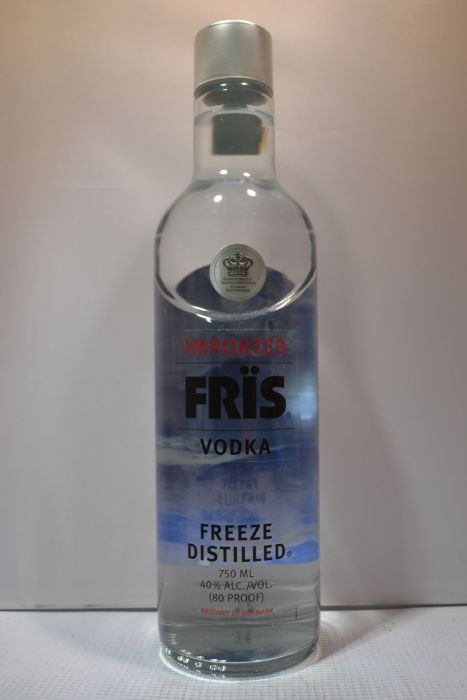 IMPORTED
FRÏS
VODKA
FREEZE
DISTILLED®
750 ML
40% ALC./VOL.
(80 PROOF)
PRODUCT OF DENMARK